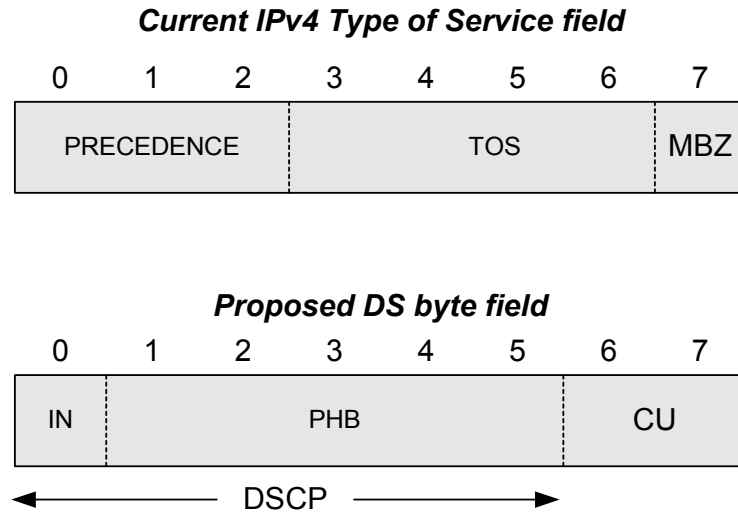 Current IPv4 Type of Service field
0 1 2 3 4 5 6 7
PRECEDENCE TOS MBZ
Proposed DS byte field
0 1 2 3 4 5 6 7
IN PHB CU
DSCP